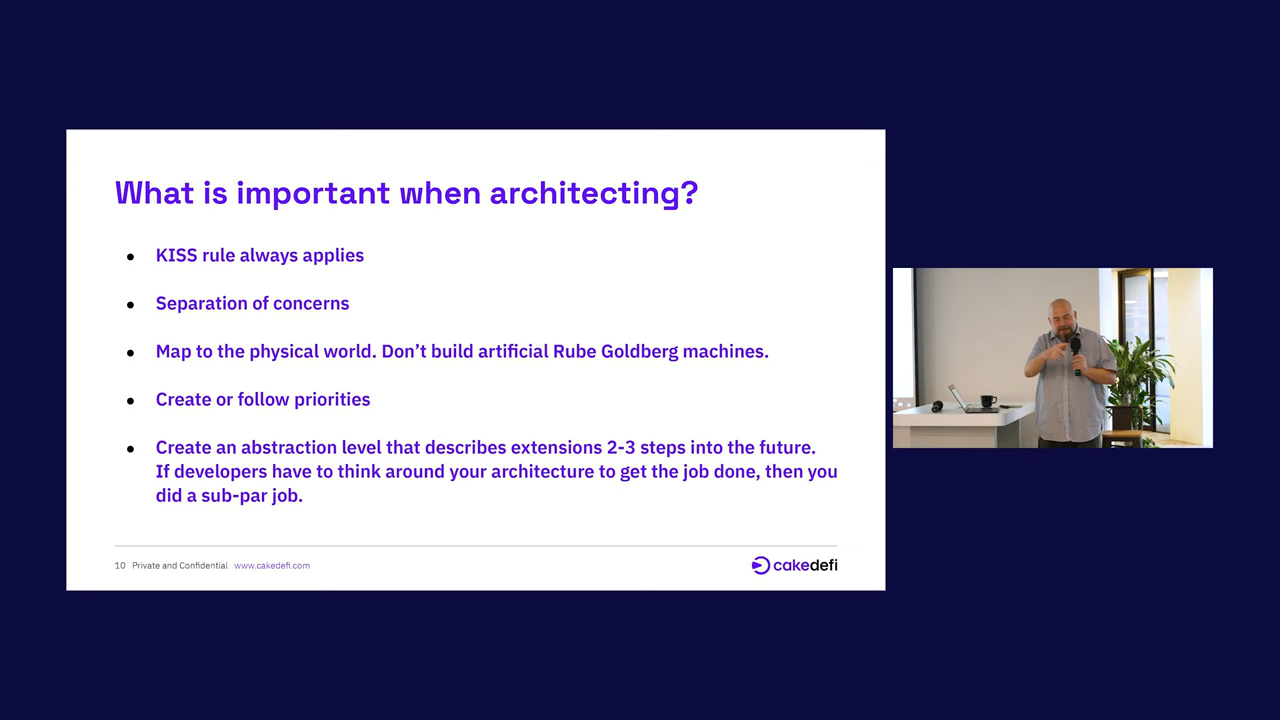 What is important when architecting?
● KISS rule always applies
● Separation of concerns
● Map to the physical world. Don’t build artificial Rube Goldberg machines.
● Create or follow priorities
● Create an abstraction level that describes extensions 2-3 steps into the future.
If developers have to think around your architecture to get the job done, then you
did a sub-par job.
10 Private and Confidential www.cakedefi.com
cakedefi